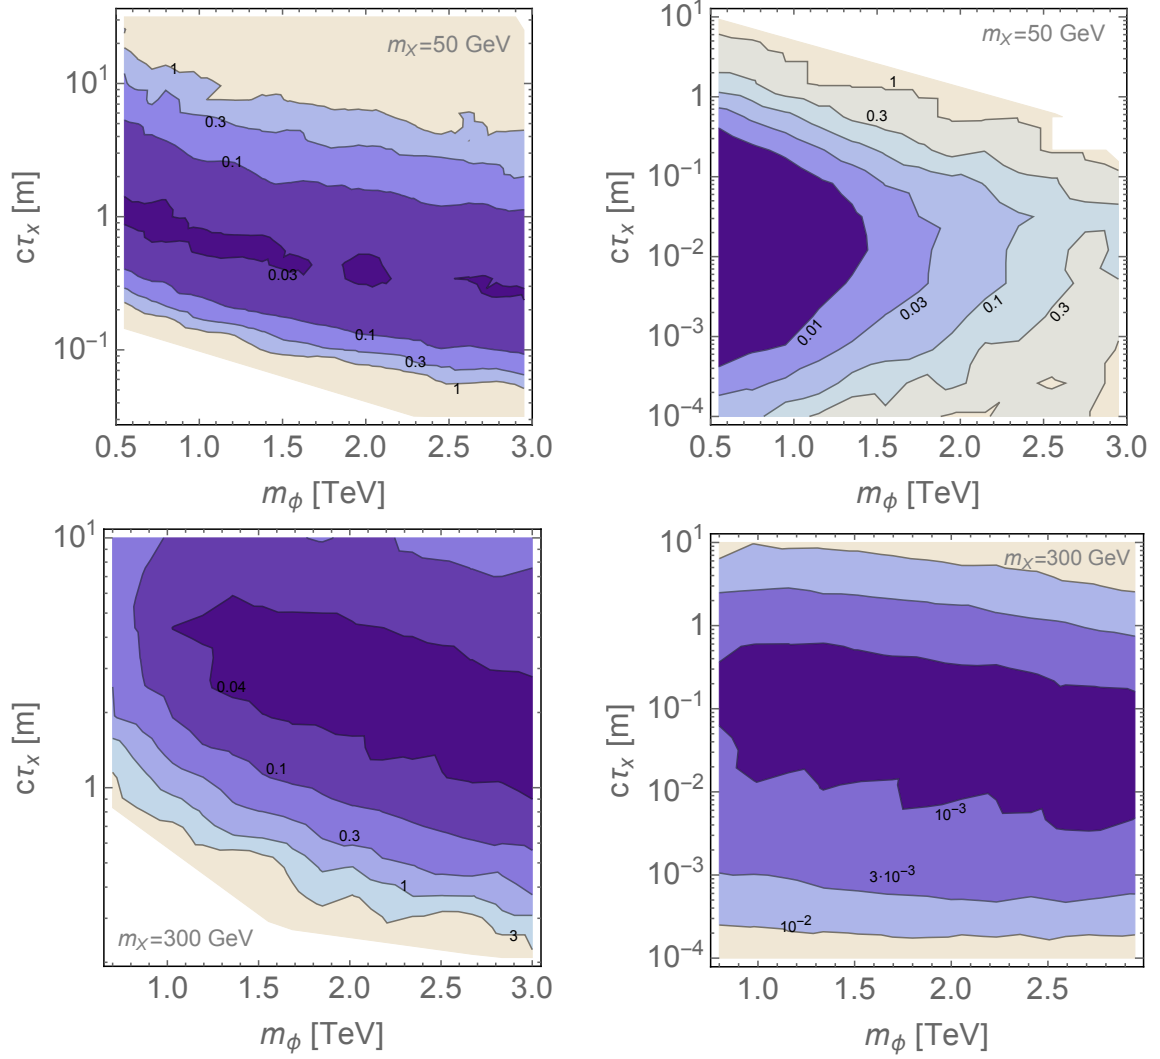 m_X=50 GeV
10^1
1
10^-1
cτ_x [m]
1
0.3
0.1
0.03
0.1
0.3
1
0.5 1.0 1.5 2.0 2.5 3.0
m_ϕ [TeV]
m_X=50 GeV
10^1
1
10^-1
10^-2
10^-3
10^-4
cτ_x [m]
1
0.3
0.01
0.03
0.1
0.3
0.5 1.0 1.5 2.0 2.5 3.0
m_ϕ [TeV]
10^1
1
cτ_x [m]
0.04
0.1
0.3
1
3
m_X=300 GeV
1.0 1.5 2.0 2.5 3.0
m_ϕ [TeV]
m_X=300 GeV
10^1
1
10^-1
10^-2
10^-3
10^-4
cτ_x [m]
10^-3
3·10^-3
10^-2
1.0 1.5 2.0 2.5
m_ϕ [TeV]